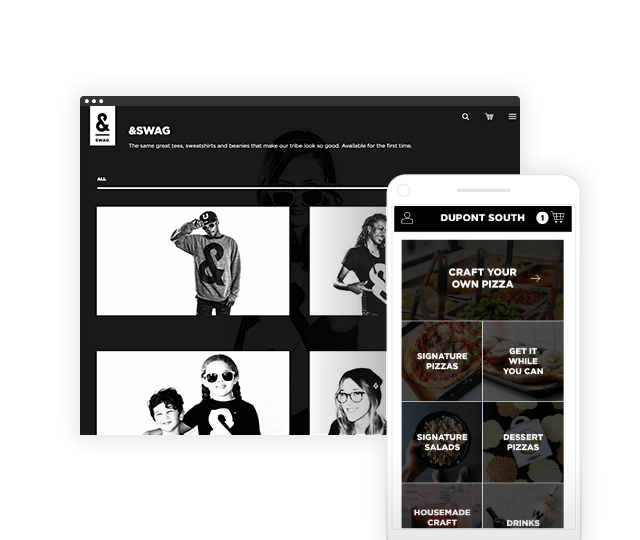 &
SWAG
&SWAG
The same great tees, sweatshirts and beanies that make our tribe look so good. Available for the first time.
ALL
&
DUPONT SOUTH
1
CRAFT YOUR
OWN PIZZA
SIGNATURE
PIZZAS
GET IT
WHILE
YOU CAN
SIGNATURE
SALADS
DESSERT
PIZZAS
HOUSEMADE
CRAFT
DRINKS